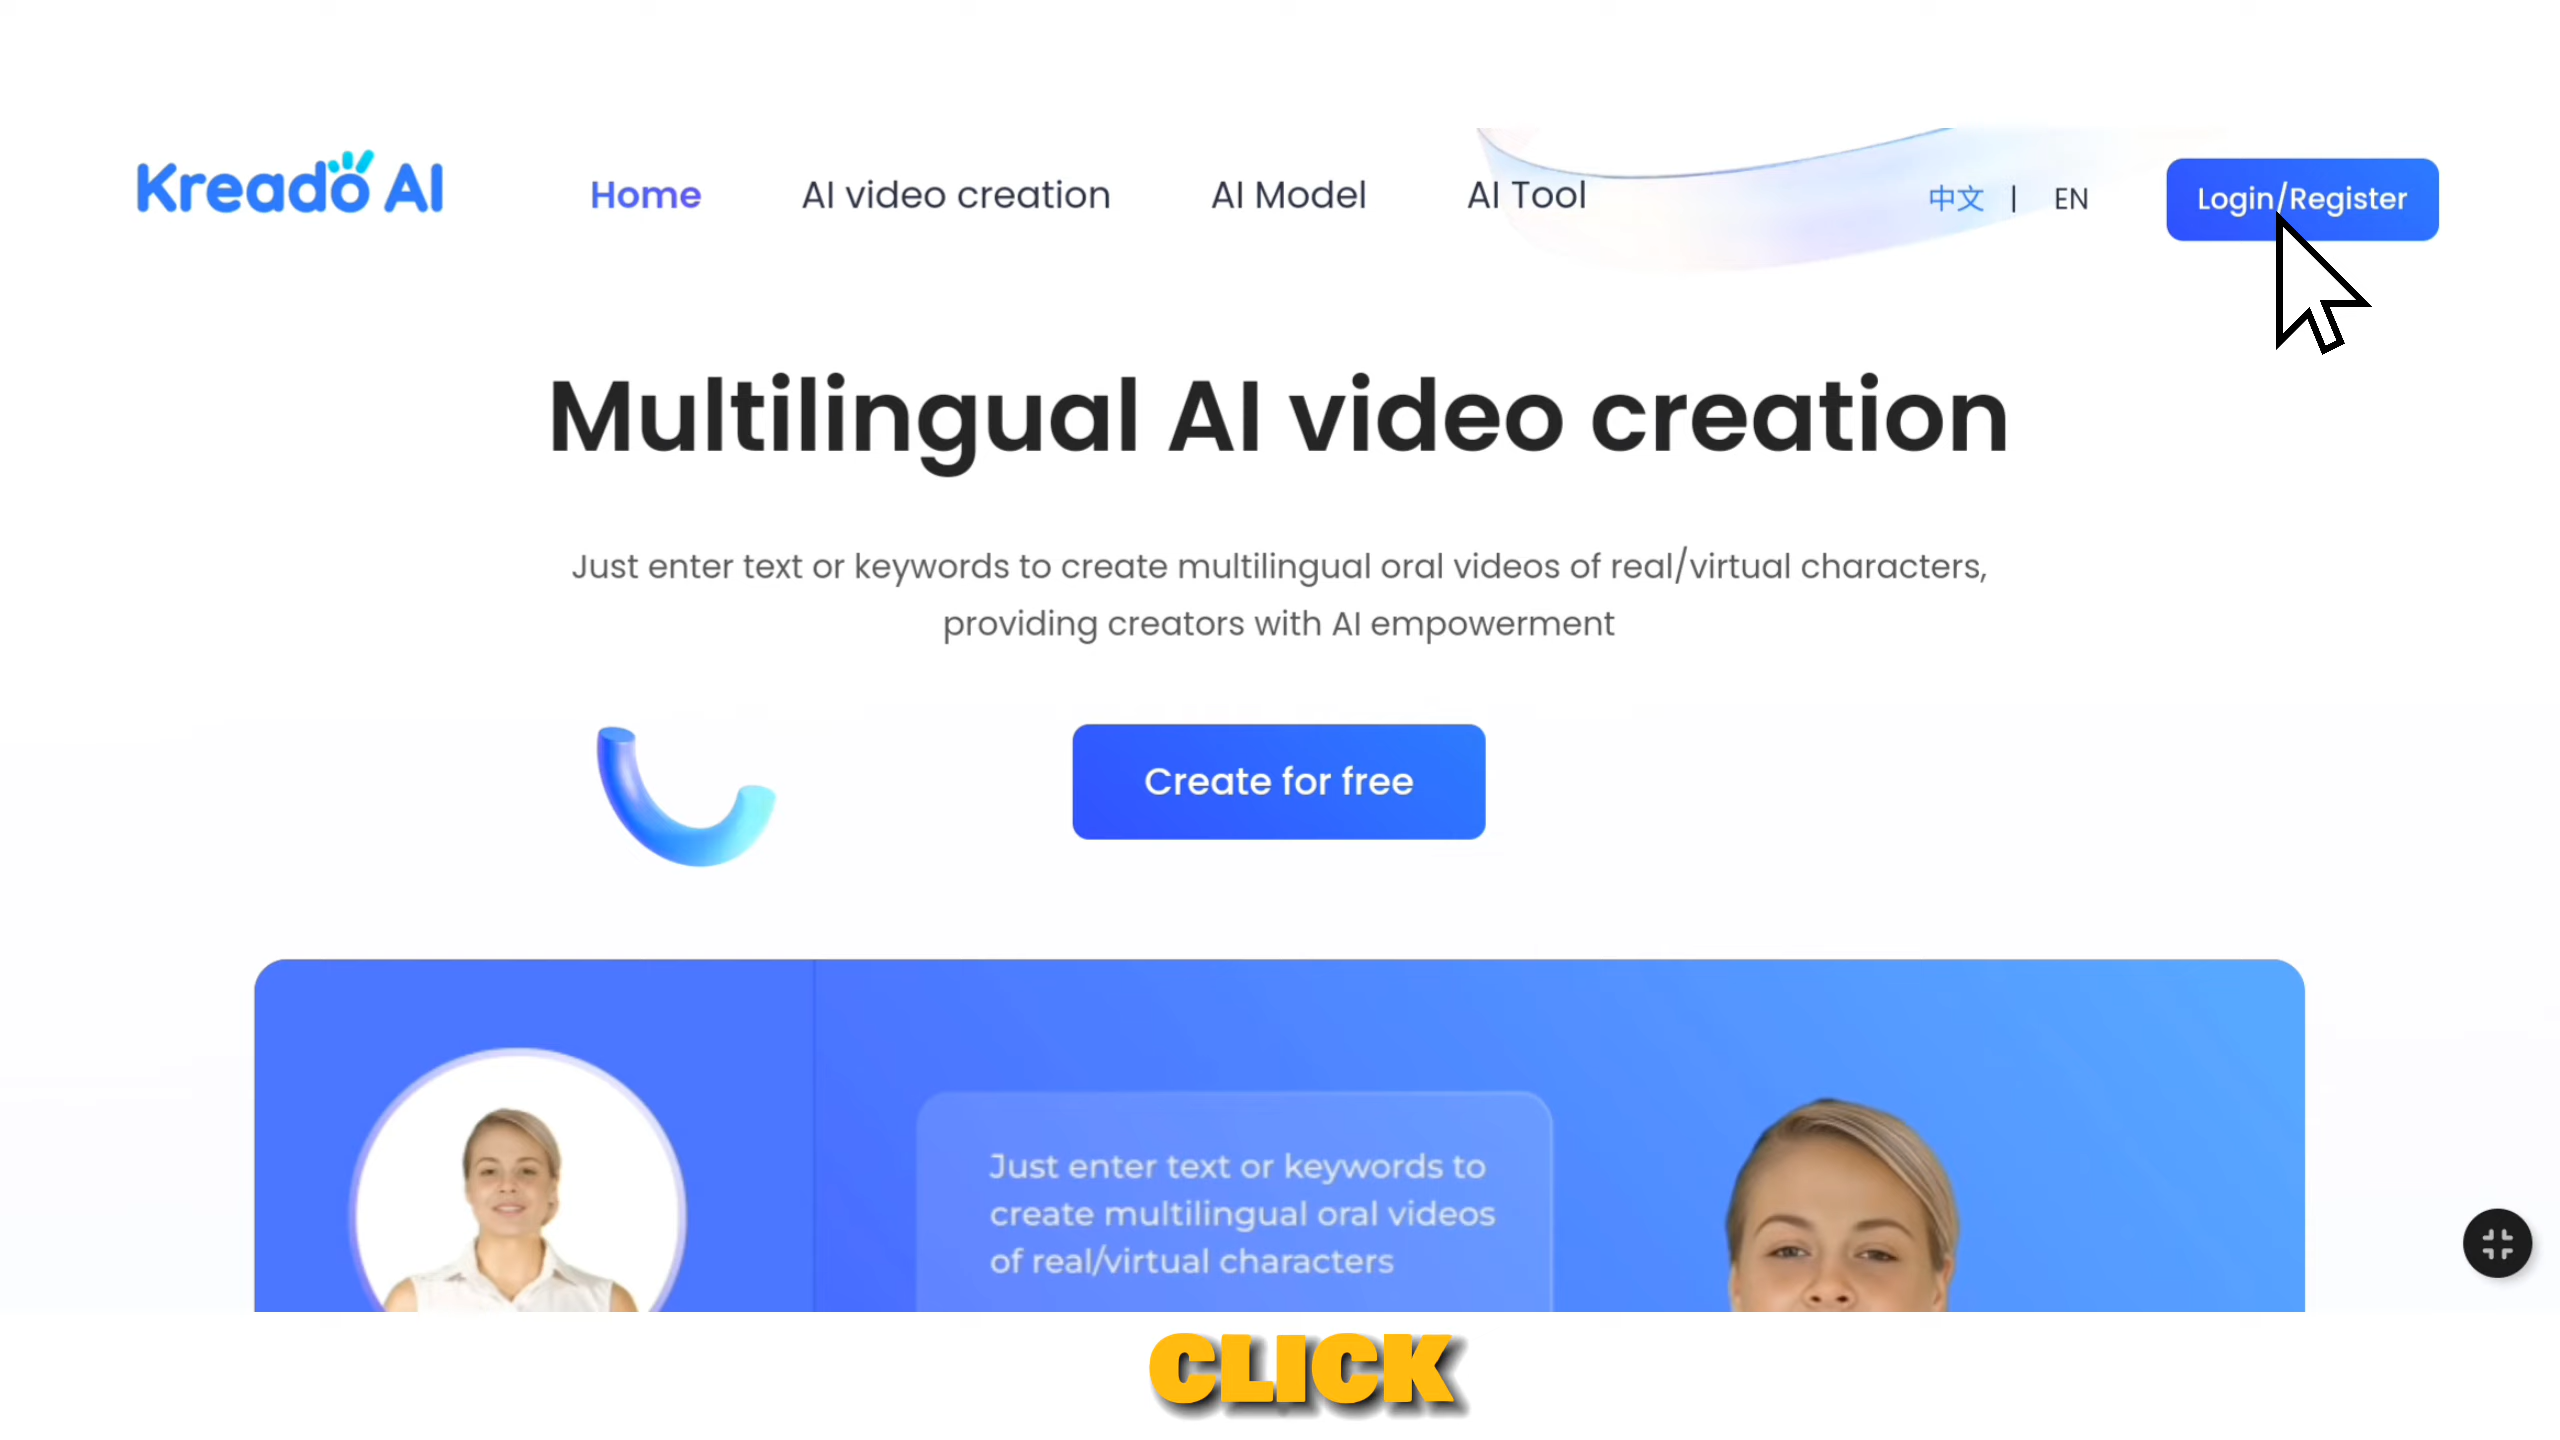 Kreado AI
Home
AI video creation
AI Model
AI Tool
中文 | EN
Login/Register
Multilingual AI video creation
Just enter text or keywords to create multilingual oral videos of real/virtual characters,
providing creators with AI empowerment
Create for free
Just enter text or keywords to
create multilingual oral videos
of real/virtual characters
CLICK